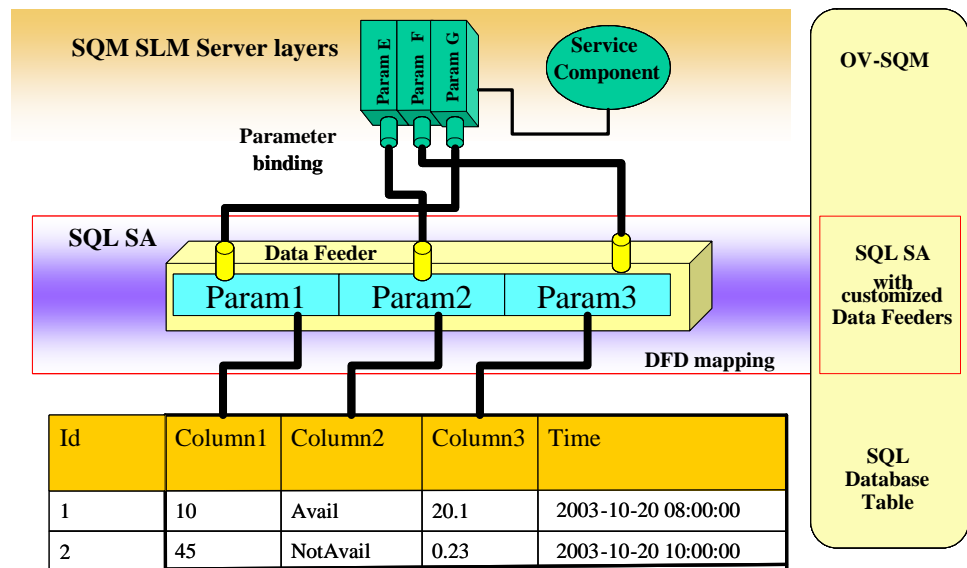 SQM SLM Server layers
Param E
Param F
Param G
Service
Component
OV-SQM
Parameter
binding
SQL SA
Data Feeder
Param1
Param2
Param3
SQL SA
with
customized
Data Feeders
DFD mapping
Id
Column1
Column2
Column3
Time
1
10
Avail
20.1
2003-10-20 08:00:00
2
45
NotAvail
0.23
2003-10-20 10:00:00
SQL
Database
Table